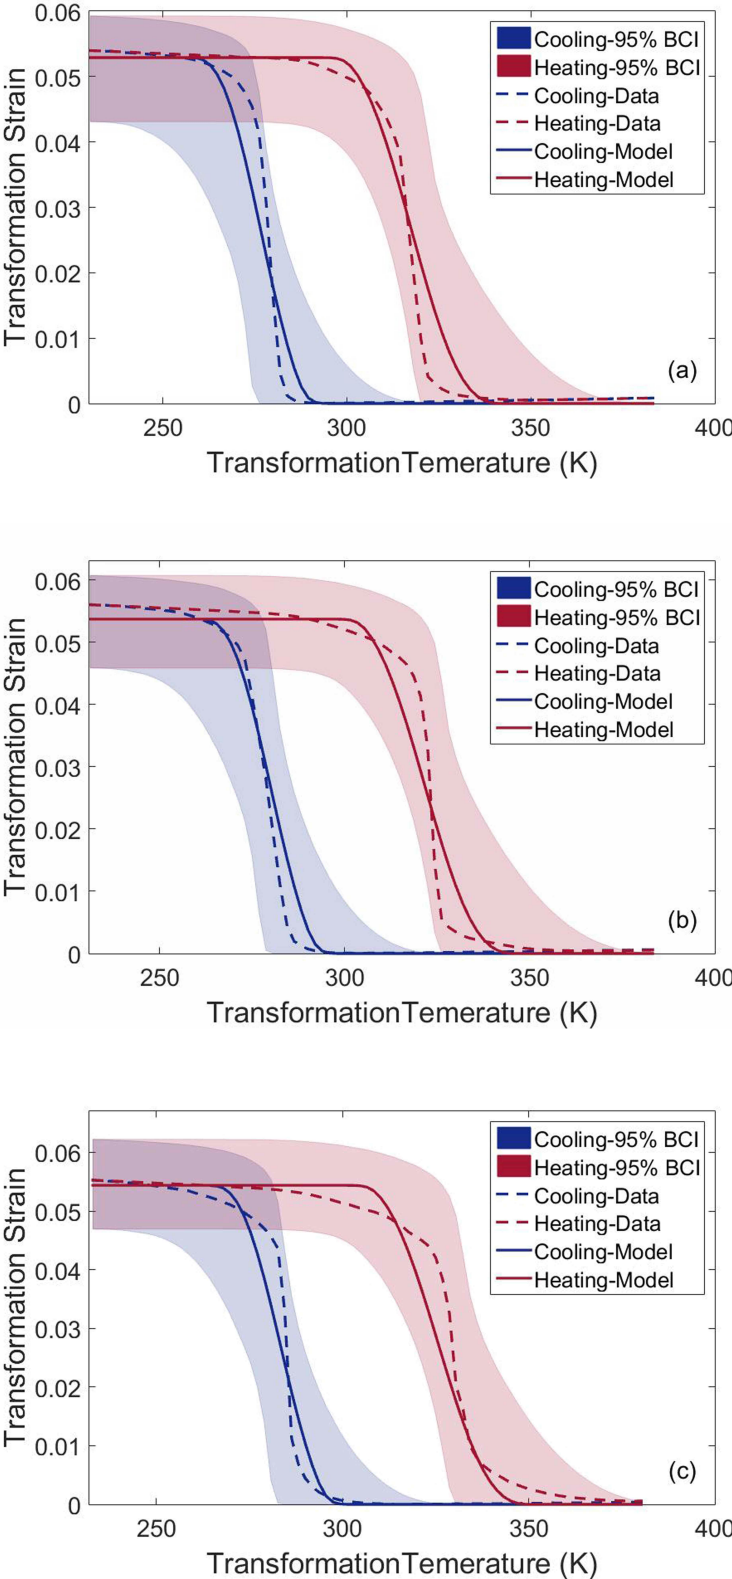 0.06
0.05
0.04
0.03
0.02
0.01
0
Transformation Strain
Cooling-95% BCI
Heating-95% BCI
Cooling-Data
Heating-Data
Cooling-Model
Heating-Model
(a)
250 300 350 400
TransformationTemerature (K)
0.06
0.05
0.04
0.03
0.02
0.01
0
Transformation Strain
Cooling-95% BCI
Heating-95% BCI
Cooling-Data
Heating-Data
Cooling-Model
Heating-Model
(b)
250 300 350 400
TransformationTemerature (K)
0.06
0.05
0.04
0.03
0.02
0.01
0
Transformation Strain
Cooling-95% BCI
Heating-95% BCI
Cooling-Data
Heating-Data
Cooling-Model
Heating-Model
(c)
250 300 350 400
TransformationTemerature (K)